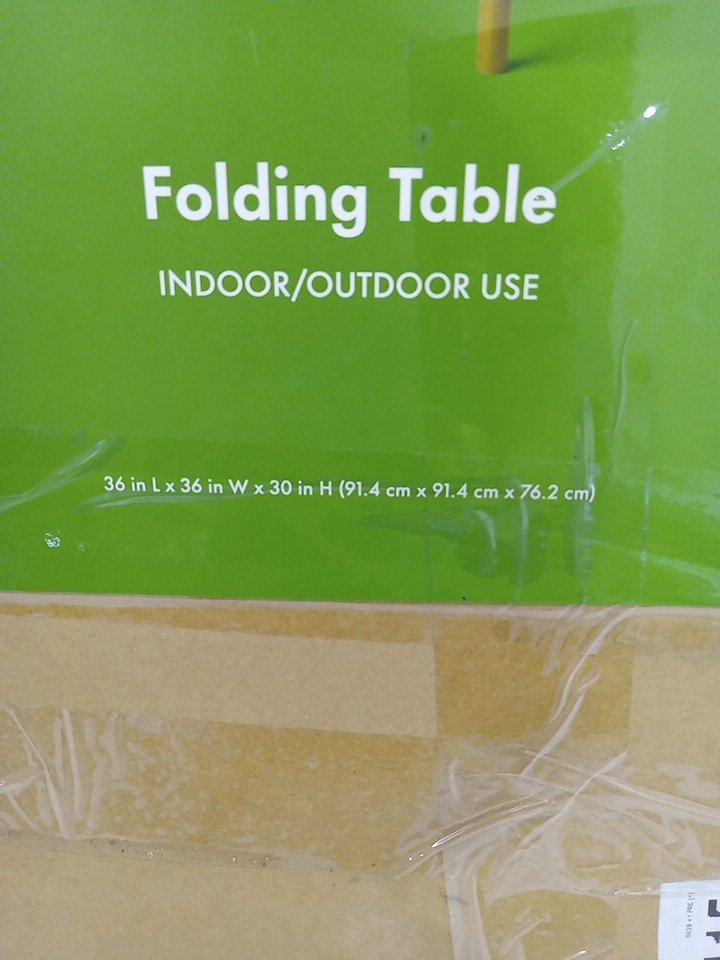 Folding Table
INDOOR/OUTDOOR USE
36 in L x 36 in W x 30 in H (91.4 cm x 91.4 cm x 76.2 cm)